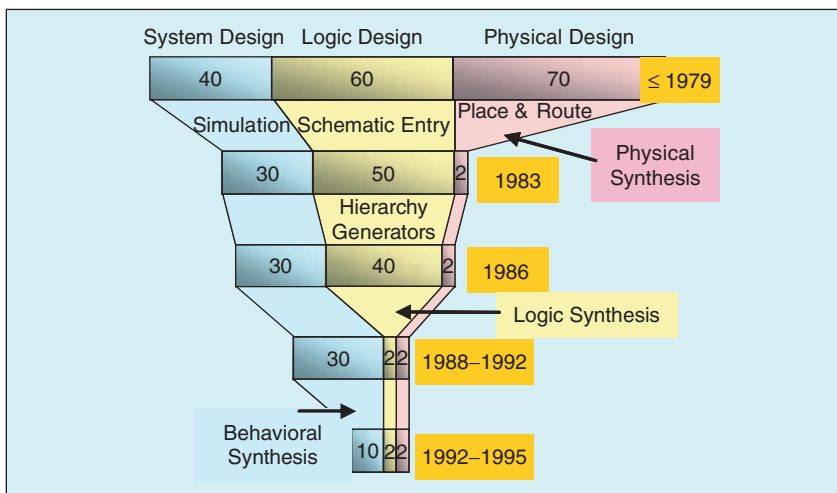 System Design Logic Design Physical Design
40 60 70 ≤ 1979
Simulation Schematic Entry Place & Route
Physical
Synthesis
30 50 2 1983
Hierarchy
Generators
30 40 2 1986
Logic Synthesis
30 2 2 1988–1992
Behavioral
Synthesis
10 2 2 1992–1995